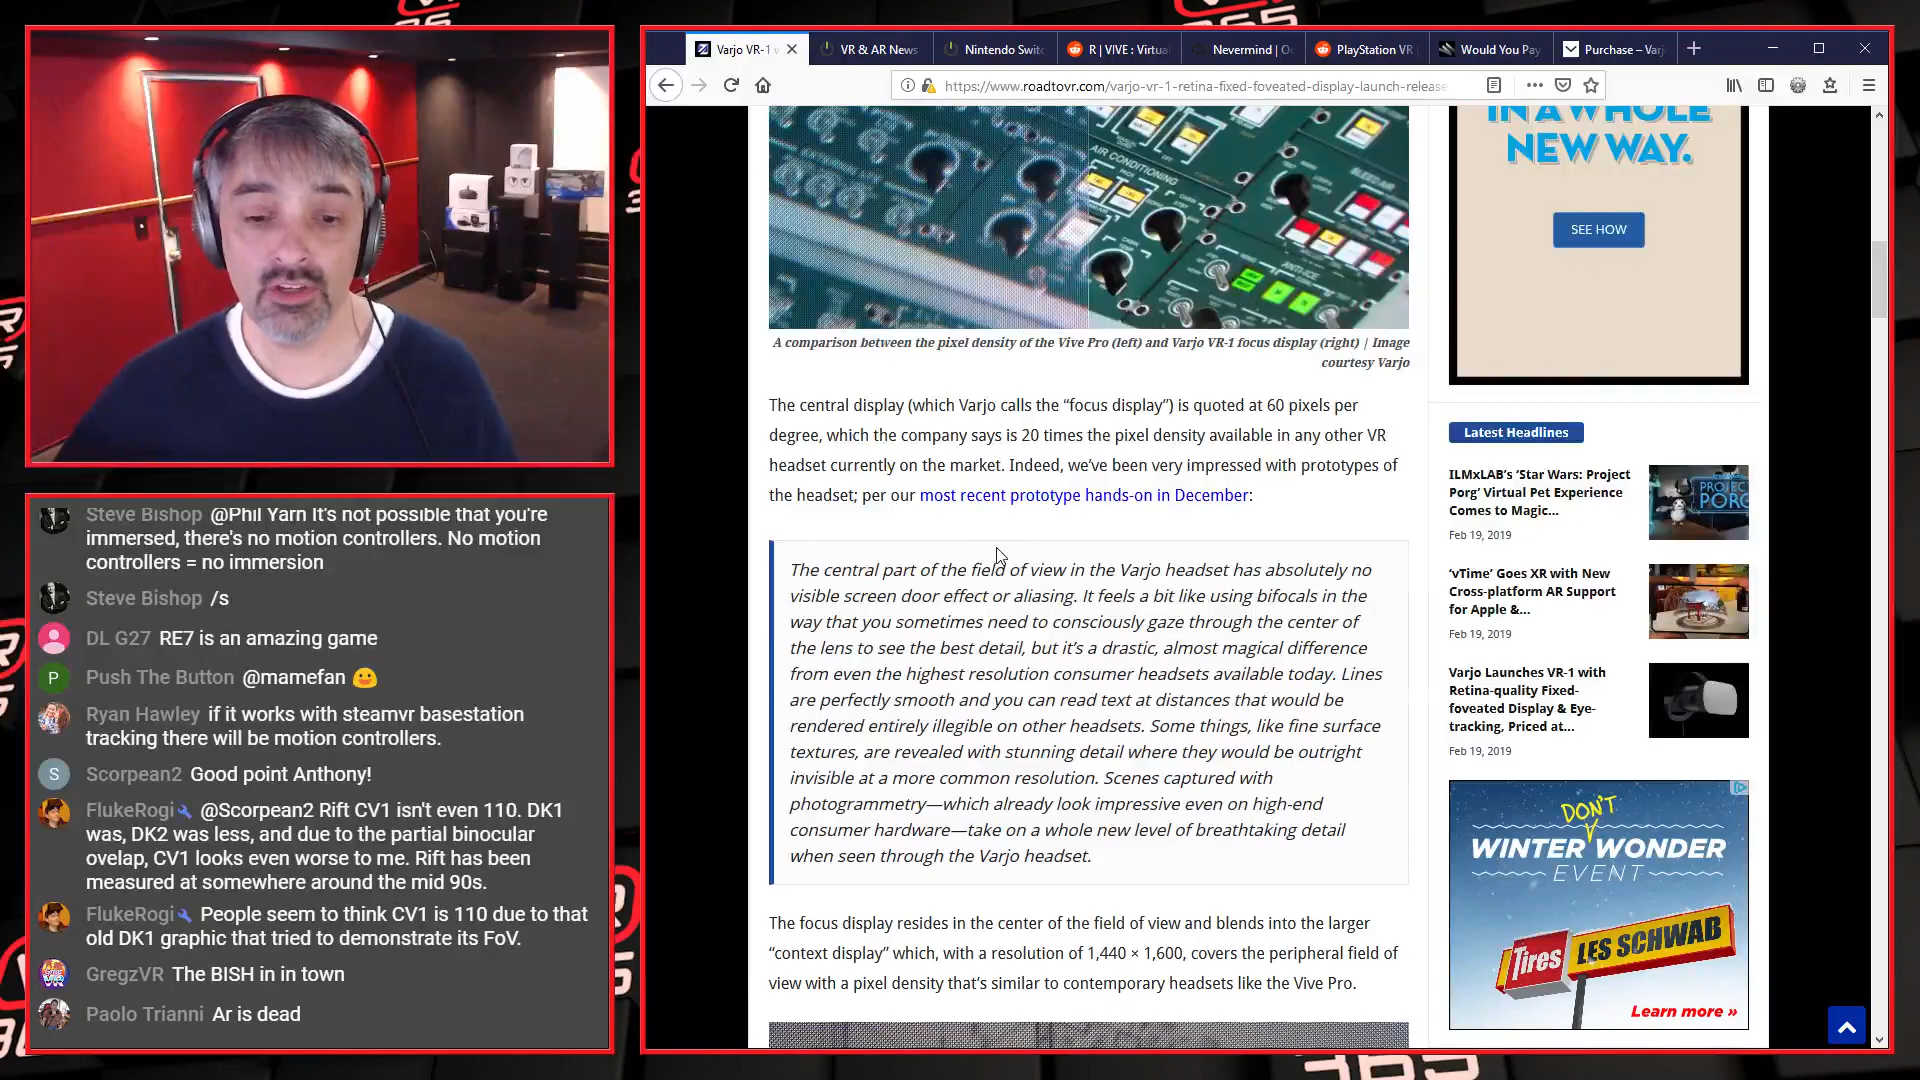 Varjo VR-1 w
VR & AR News
Nintendo Swit
R | VIVE : Virtua
Nevermind | O
PlayStation VR
Would You Pay
Purchase – Varj
https://www.roadtovr.com/varjo-vr-1-retina-fixed-foveated-display-launch-release
AIR CONDITIONING
BLEED AIR
ANTI-ICE
A comparison between the pixel density of the Vive Pro (left) and Varjo VR-1 focus display (right) | Image
courtesy Varjo
The central display (which Varjo calls the “focus display”) is quoted at 60 pixels per
degree, which the company says is 20 times the pixel density available in any other VR
headset currently on the market. Indeed, we’ve been very impressed with prototypes of
the headset; per our most recent prototype hands-on in December:
The central part of the field of view in the Varjo headset has absolutely no
visible screen door effect or aliasing. It feels a bit like using bifocals in the
way that you sometimes need to consciously gaze through the center of
the lens to see the best detail, but it’s a drastic, almost magical difference
from even the highest resolution consumer headsets available today. Lines
are perfectly smooth and you can read text at distances that would be
rendered entirely illegible on other headsets. Some things, like fine surface
textures, are revealed with stunning detail where they would be outright
invisible at a more common resolution. Scenes captured with
photogrammetry—which already look impressive even on high-end
consumer hardware—take on a whole new level of breathtaking detail
when seen through the Varjo headset.
The focus display resides in the center of the field of view and blends into the larger
“context display” which, with a resolution of 1,440 × 1,600, covers the peripheral field of
view with a pixel density that’s similar to contemporary headsets like the Vive Pro.
IN A WHOLE
NEW WAY.
SEE HOW
Latest Headlines
ILMxLAB’s ‘Star Wars: Project
Porg’ Virtual Pet Experience
Comes to Magic...
Feb 19, 2019
PROJECT
PORG
‘vTime’ Goes XR with New
Cross-platform AR Support
for Apple &...
Feb 19, 2019
Varjo Launches VR-1 with
Retina-quality Fixed-
foveated Display & Eye-
tracking, Priced at...
Feb 19, 2019
DON'T
WINTER WONDER
EVENT
Tires LES SCHWAB
Learn more »
Steve Bishop @Phil Yarn It's not possible that you're
immersed, there's no motion controllers. No motion
controllers = no immersion
Steve Bishop /s
DL G27 RE7 is an amazing game
P Push The Button @mamefan
Ryan Hawley if it works with steamvr basestation
tracking there will be motion controllers.
S Scorpean2 Good point Anthony!
FlukeRogi @Scorpean2 Rift CV1 isn't even 110. DK1
was, DK2 was less, and due to the partial binocular
ovelap, CV1 looks even worse to me. Rift has been
measured at somewhere around the mid 90s.
FlukeRogi People seem to think CV1 is 110 due to that
old DK1 graphic that tried to demonstrate its FoV.
GregzVR The BISH in in town
Paolo Trianni Ar is dead
365